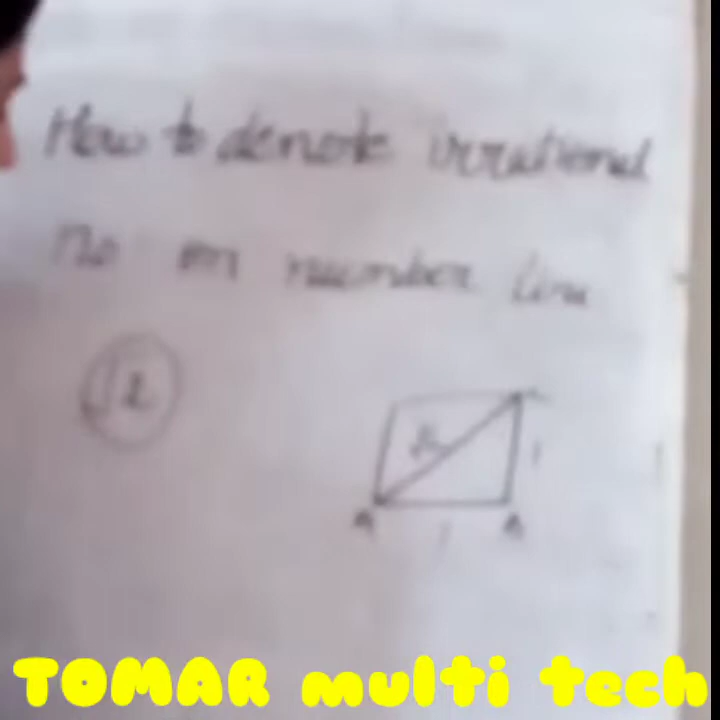 How to denote irrational
no on number line
√2
√2
C
1
A
B
1
TOMAR multi tech